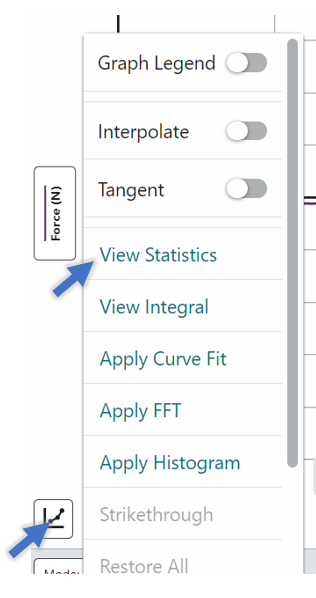 Graph Legend
Interpolate
Tangent
Force (N)
View Statistics
View Integral
Apply Curve Fit
Apply FFT
Apply Histogram
Strikethrough
Restore All